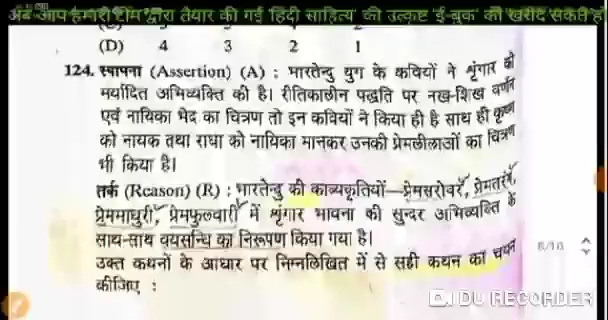 अब आप हमारी टीम द्वारा तैयार की गई हिंदी साहित्य की उत्कृष्ट ई-बुक को खरीद सकते हो
(D) 4 3 2 1
124. स्थापना (Assertion) (A) : भारतेन्दु युग के कवियों ने शृंगार की
मर्यादित अभिव्यक्ति की है। रीतिकालीन पद्धति पर नख-शिख वर्णन
एवं नायिका भेद का चित्रण तो इन कवियों ने किया ही है साथ ही कृष्ण
को नायक तथा राधा को नायिका मानकर उनकी प्रेमलीलाओं का चित्रण
भी किया है।
तर्क (Reason) (R) : भारतेन्दु की काव्यकृतियों—प्रेमसरोवर, प्रेमतरंग,
प्रेममाधुरी, प्रेमफुलवारी में शृंगार भावना की सुन्दर अभिव्यक्ति के
साथ-साथ वयसन्धि का निरूपण किया गया है।
उक्त कथनों के आधार पर निम्नलिखित में से सही कथन का चयन
कीजिए :
8/10
DU RECORDER